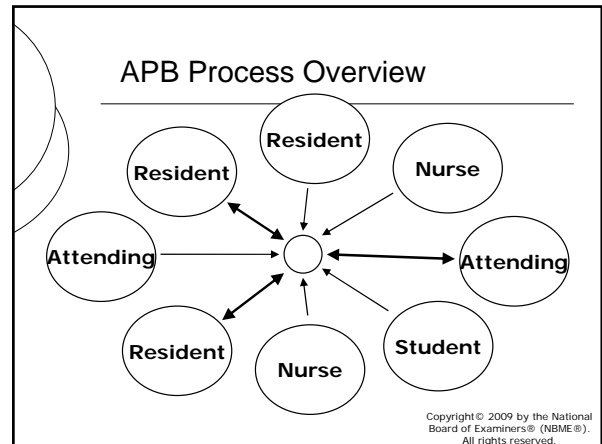 APB Process Overview
Resident
Resident
Nurse
Attending
Attending
Resident
Nurse
Student
Copyright© 2009 by the National
Board of Examiners® (NBME®).
All rights reserved.